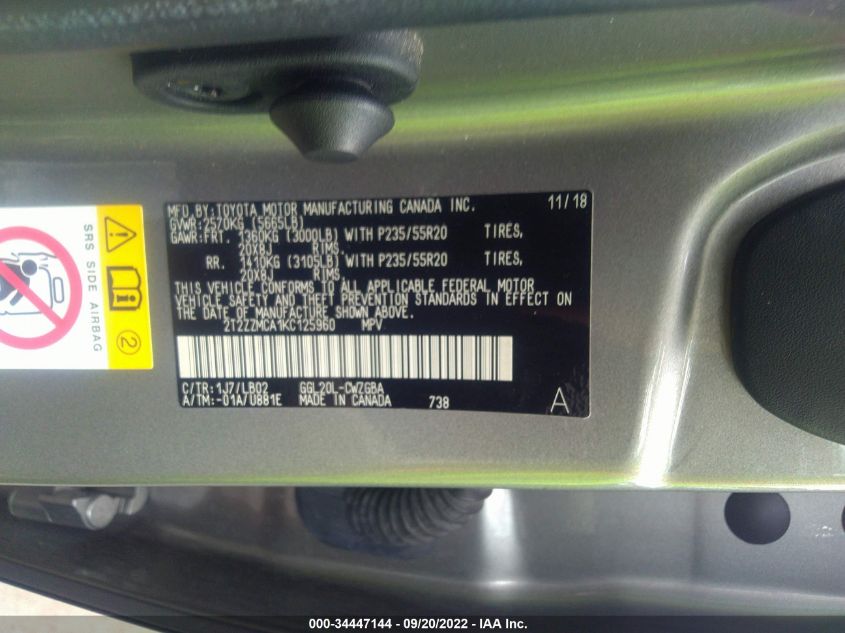 MFD.BY:TOYOTA MOTOR MANUFACTURING CANADA INC. 11/18
GVWR:2570KG (5665LB)
GAWR:FRT. 1360KG (3000LB) WITH P235/55R20 TIRES,
20X8J RIMS
RR. 1410KG (3105LB) WITH P235/55R20 TIRES,
20X8J RIMS
THIS VEHICLE CONFORMS TO ALL APPLICABLE FEDERAL MOTOR
VEHICLE SAFETY AND THEFT PREVENTION STANDARDS IN EFFECT ON
THE DATE OF MANUFACTURE SHOWN ABOVE.
2T2ZZMCA1KC125960 MPV
C/TR:1J7/LB02 GGL20L-CWZGBA
A/TM:-01A/U881E MADE IN CANADA 738 A
SRS SIDE AIRBAG
2
000-34447144 - 09/20/2022 - IAA Inc.